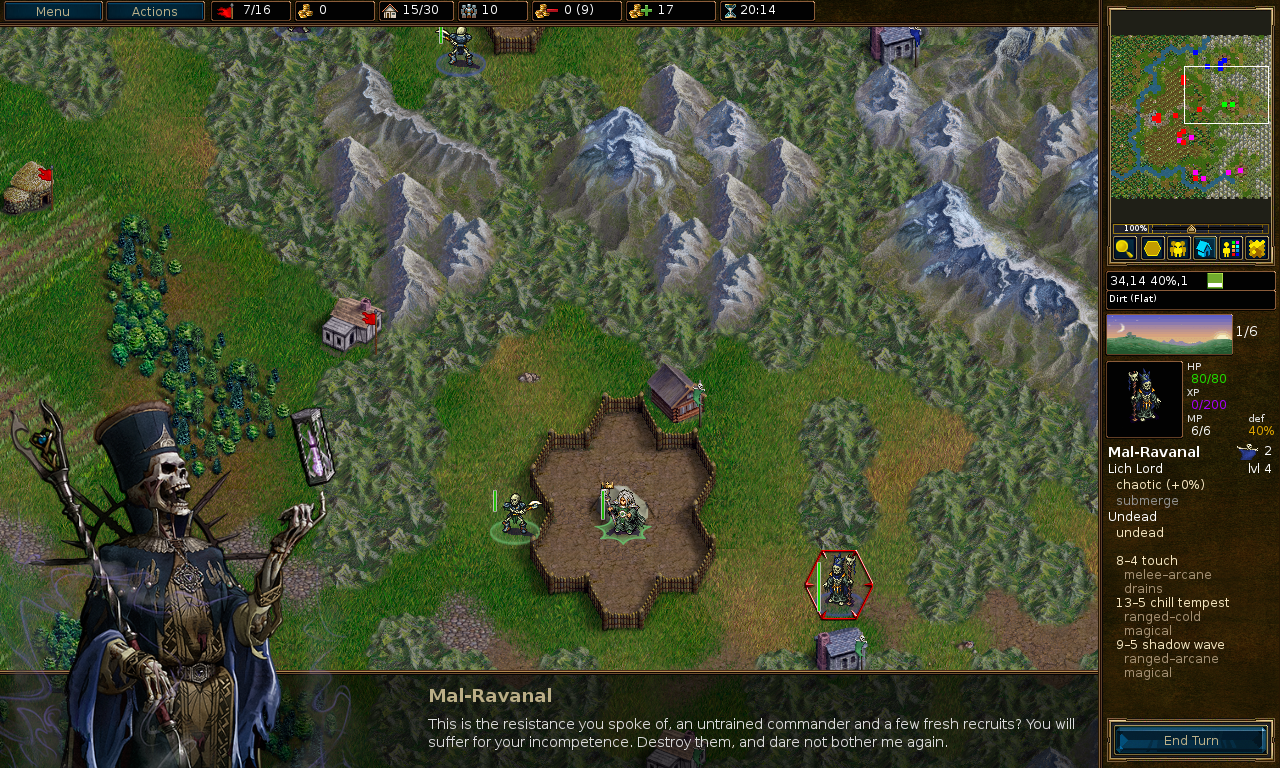 Menu Actions 7/16 0 15/30 10 0 (9) 17 20:14
100%
34,14 40%,1
Dirt (Flat)
1/6
HP
80/80
XP
0/200
MP def
6/6 40%
Mal-Ravanal 2
Lich Lord lvl 4
chaotic (+0%)
submerge
Undead
undead
8–4 touch
melee–arcane
drains
13–5 chill tempest
ranged–cold
magical
9–5 shadow wave
ranged–arcane
magical
Mal-Ravanal
This is the resistance you spoke of, an untrained commander and a few fresh recruits? You will
suffer for your incompetence. Destroy them, and dare not bother me again.
End Turn